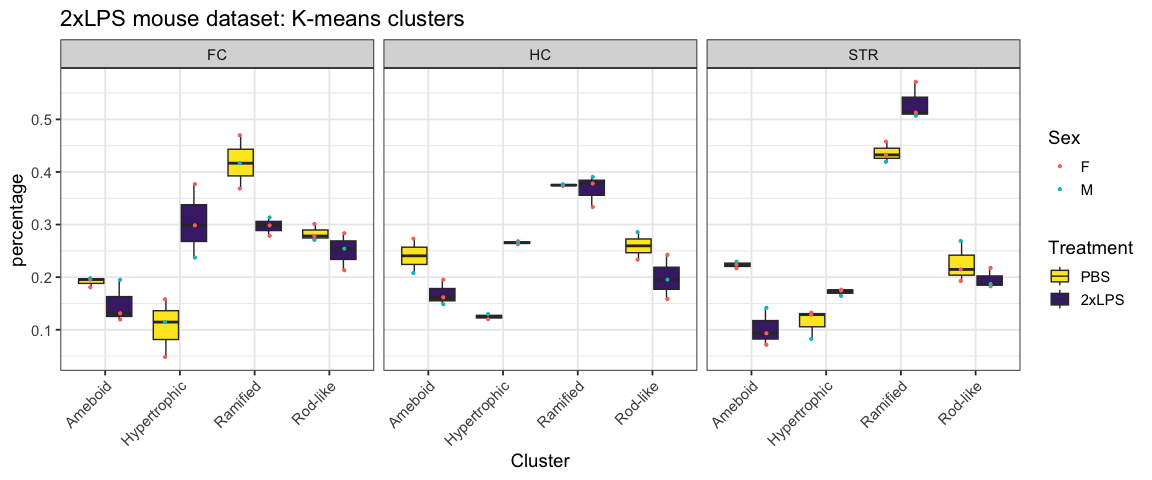 2xLPS mouse dataset: K-means clusters
FC
HC
STR
percentage
0.5
0.4
0.3
0.2
0.1
Ameboid
Hypertrophic
Ramified
Rod-like
Ameboid
Hypertrophic
Ramified
Rod-like
Ameboid
Hypertrophic
Ramified
Rod-like
Cluster
Sex
F
M
Treatment
PBS
2xLPS